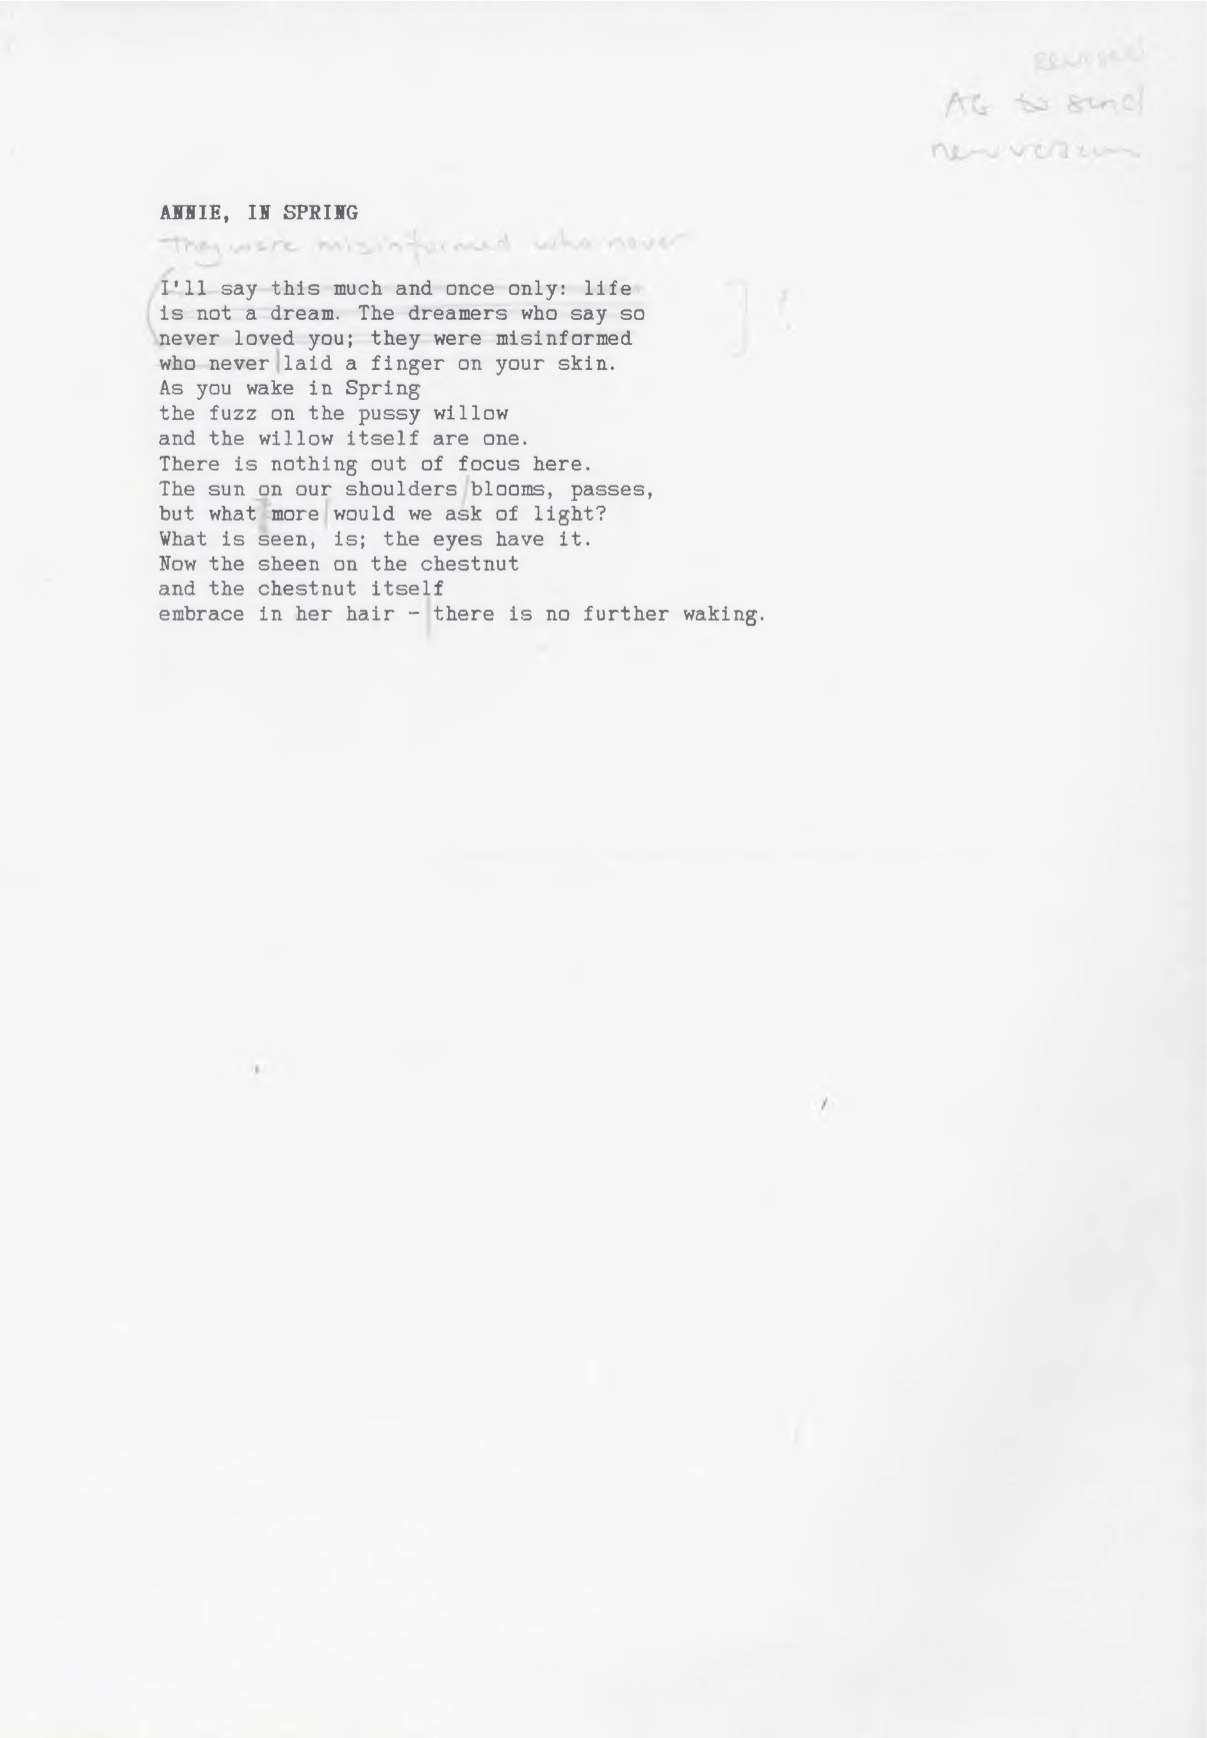 revised
AG to send
new version
ANNIE, IN SPRING
They were misinformed who never
I'll say this much and once only: life
is not a dream. The dreamers who say so
never loved you; they were misinformed
who never laid a finger on your skin.
As you wake in Spring
the fuzz on the pussy willow
and the willow itself are one.
There is nothing out of focus here.
The sun on our shoulders blooms, passes,
but what more would we ask of light?
What is seen, is; the eyes have it.
Now the sheen on the chestnut
and the chestnut itself
embrace in her hair – there is no further waking.